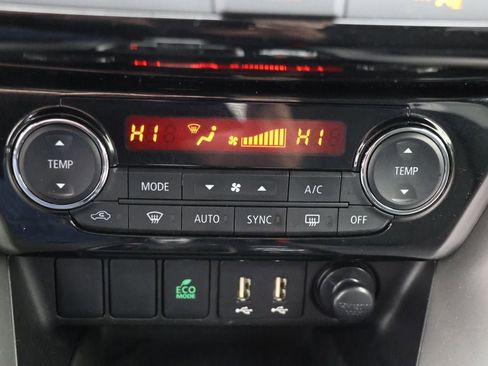 HI HI
TEMP TEMP
MODE A/C
AUTO SYNC OFF
ECO
MODE